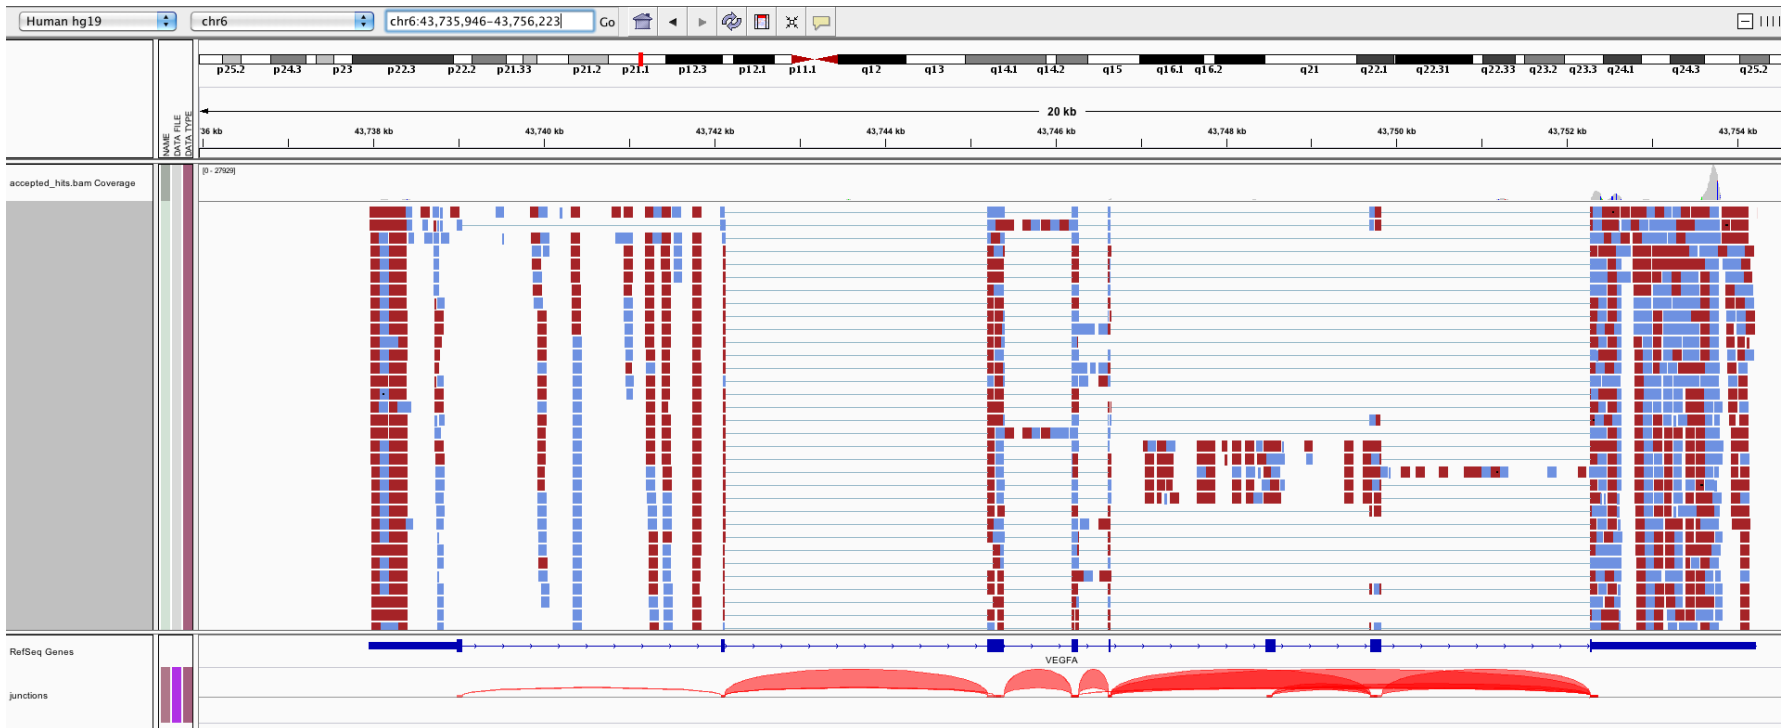 Human hg19 chr6 chr6:43,735,946-43,756,223 Go
p25.2 p24.3 p23 p22.3 p22.2 p21.33 p21.2 p21.1 p12.3 p12.1 p11.1 q12 q13 q14.1 q14.2 q15 q16.1 q16.2 q21 q22.1 q22.31 q22.33 q23.2 q23.3 q24.1 q24.3 q25.2
20 kb
36 kb 43,738 kb 43,740 kb 43,742 kb 43,744 kb 43,746 kb 43,748 kb 43,750 kb 43,752 kb 43,754 kb
NAME
DATA FILE
DATA TYPE
[0 - 27929]
accepted_hits.bam Coverage
RefSeq Genes
VEGFA
junctions